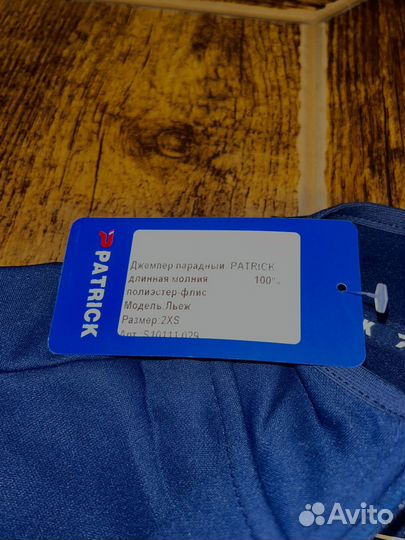 PATRICK
Джемпер парадный PATRICK
длинная молния 100%
полиэстер-флис
Модель:Льеж
Размер:2XS
Арт. S10111-029
Avito